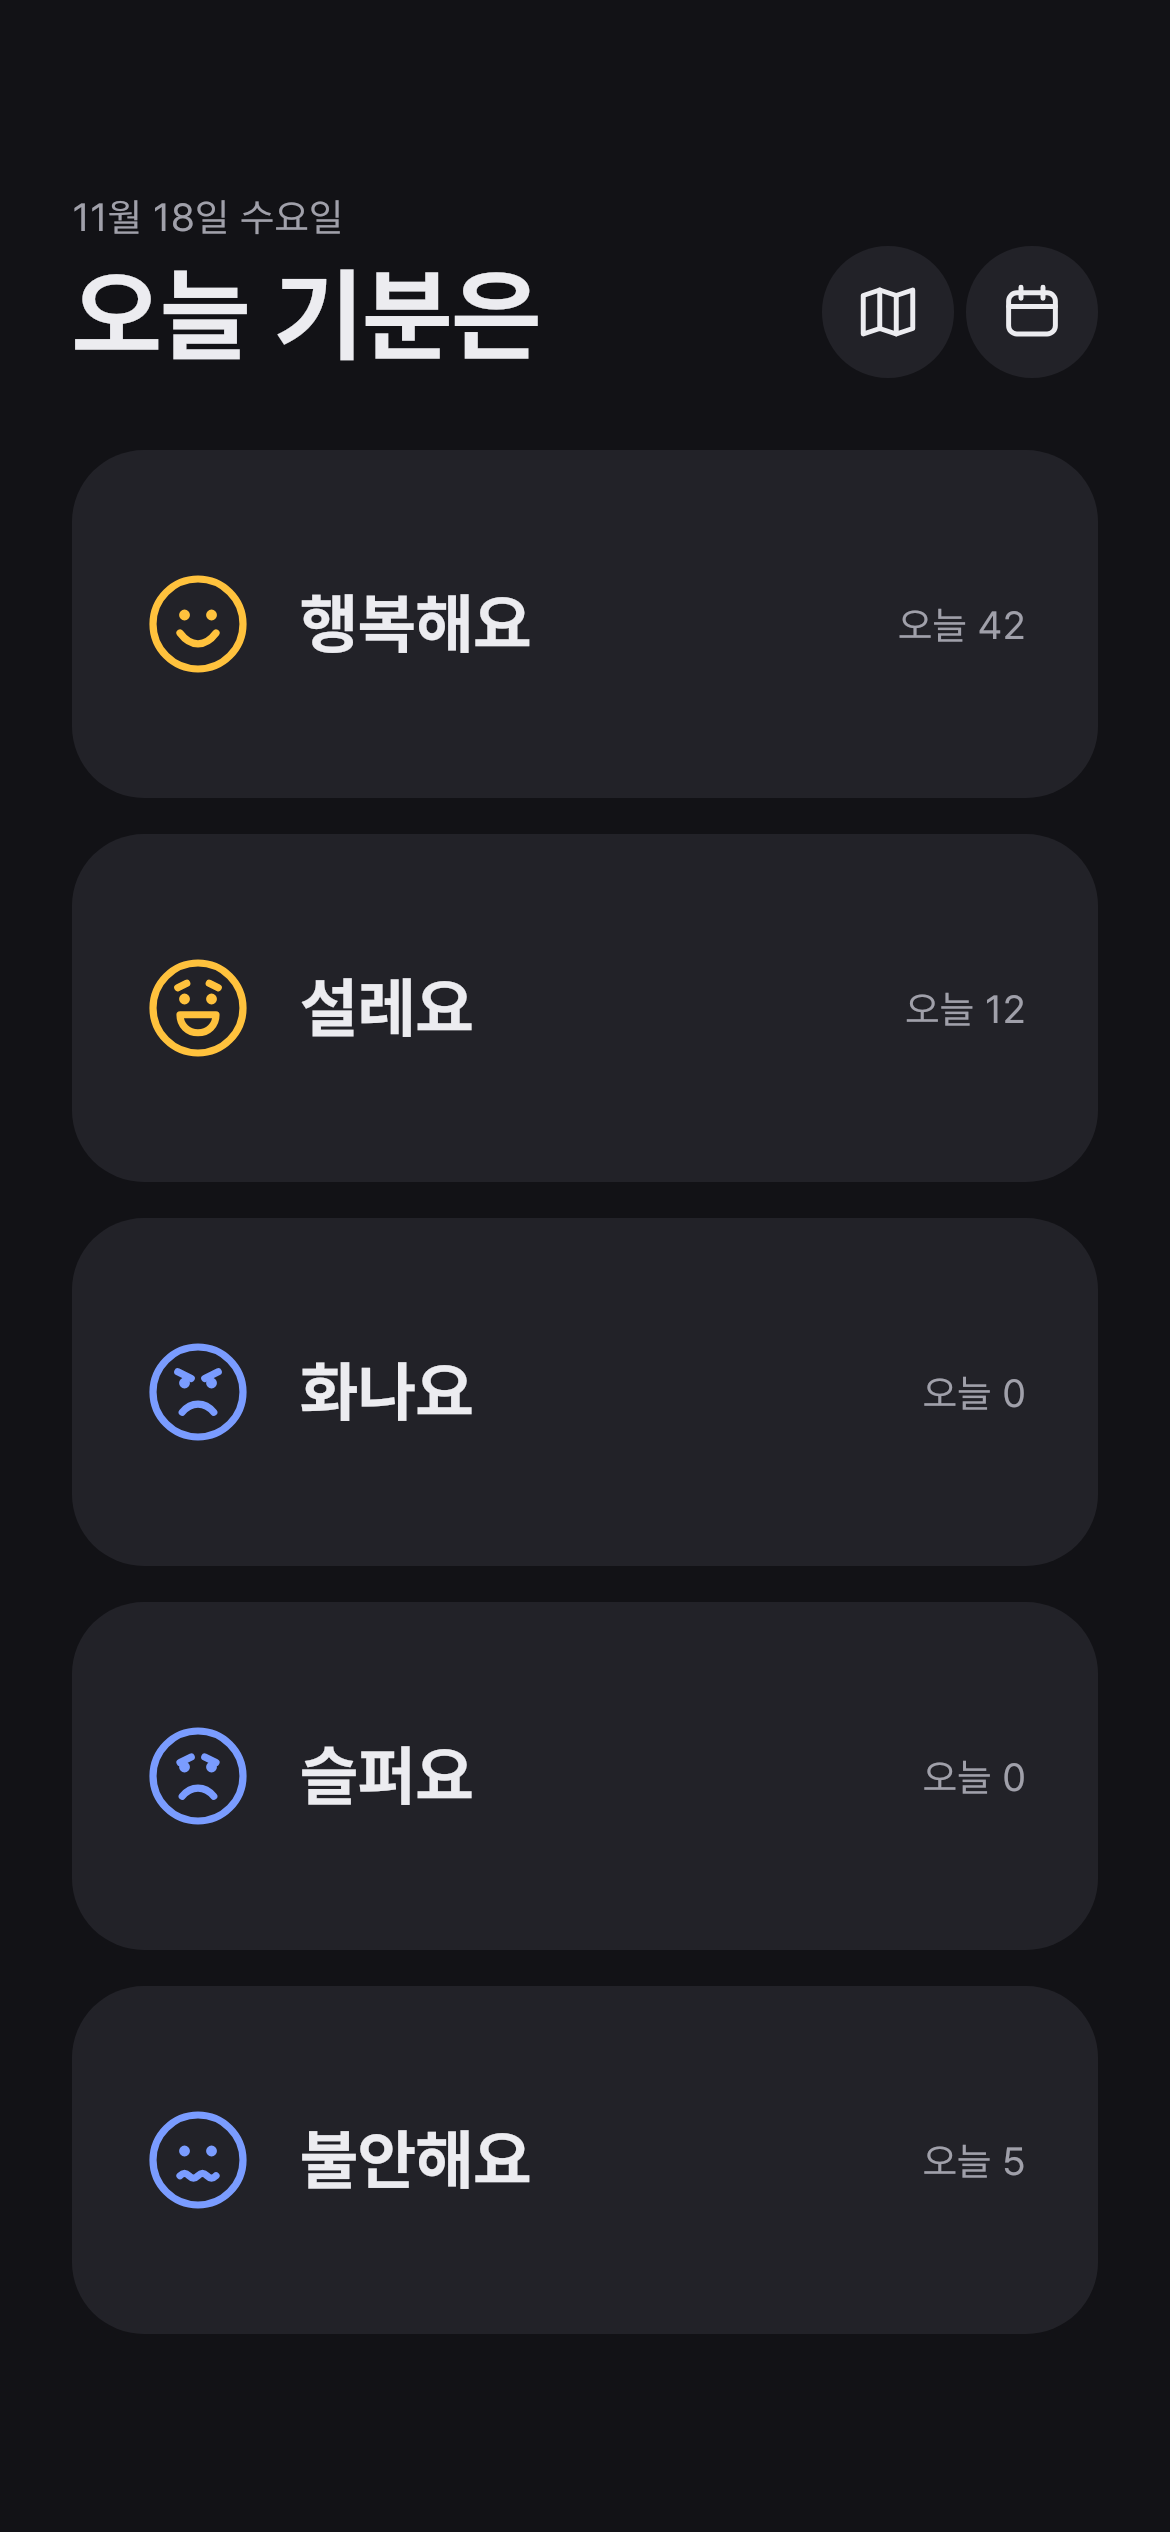 11월 18일 수요일
오늘 기분은
행복해요 오늘 42
설레요 오늘 12
화나요 오늘 0
슬퍼요 오늘 0
불안해요 오늘 5